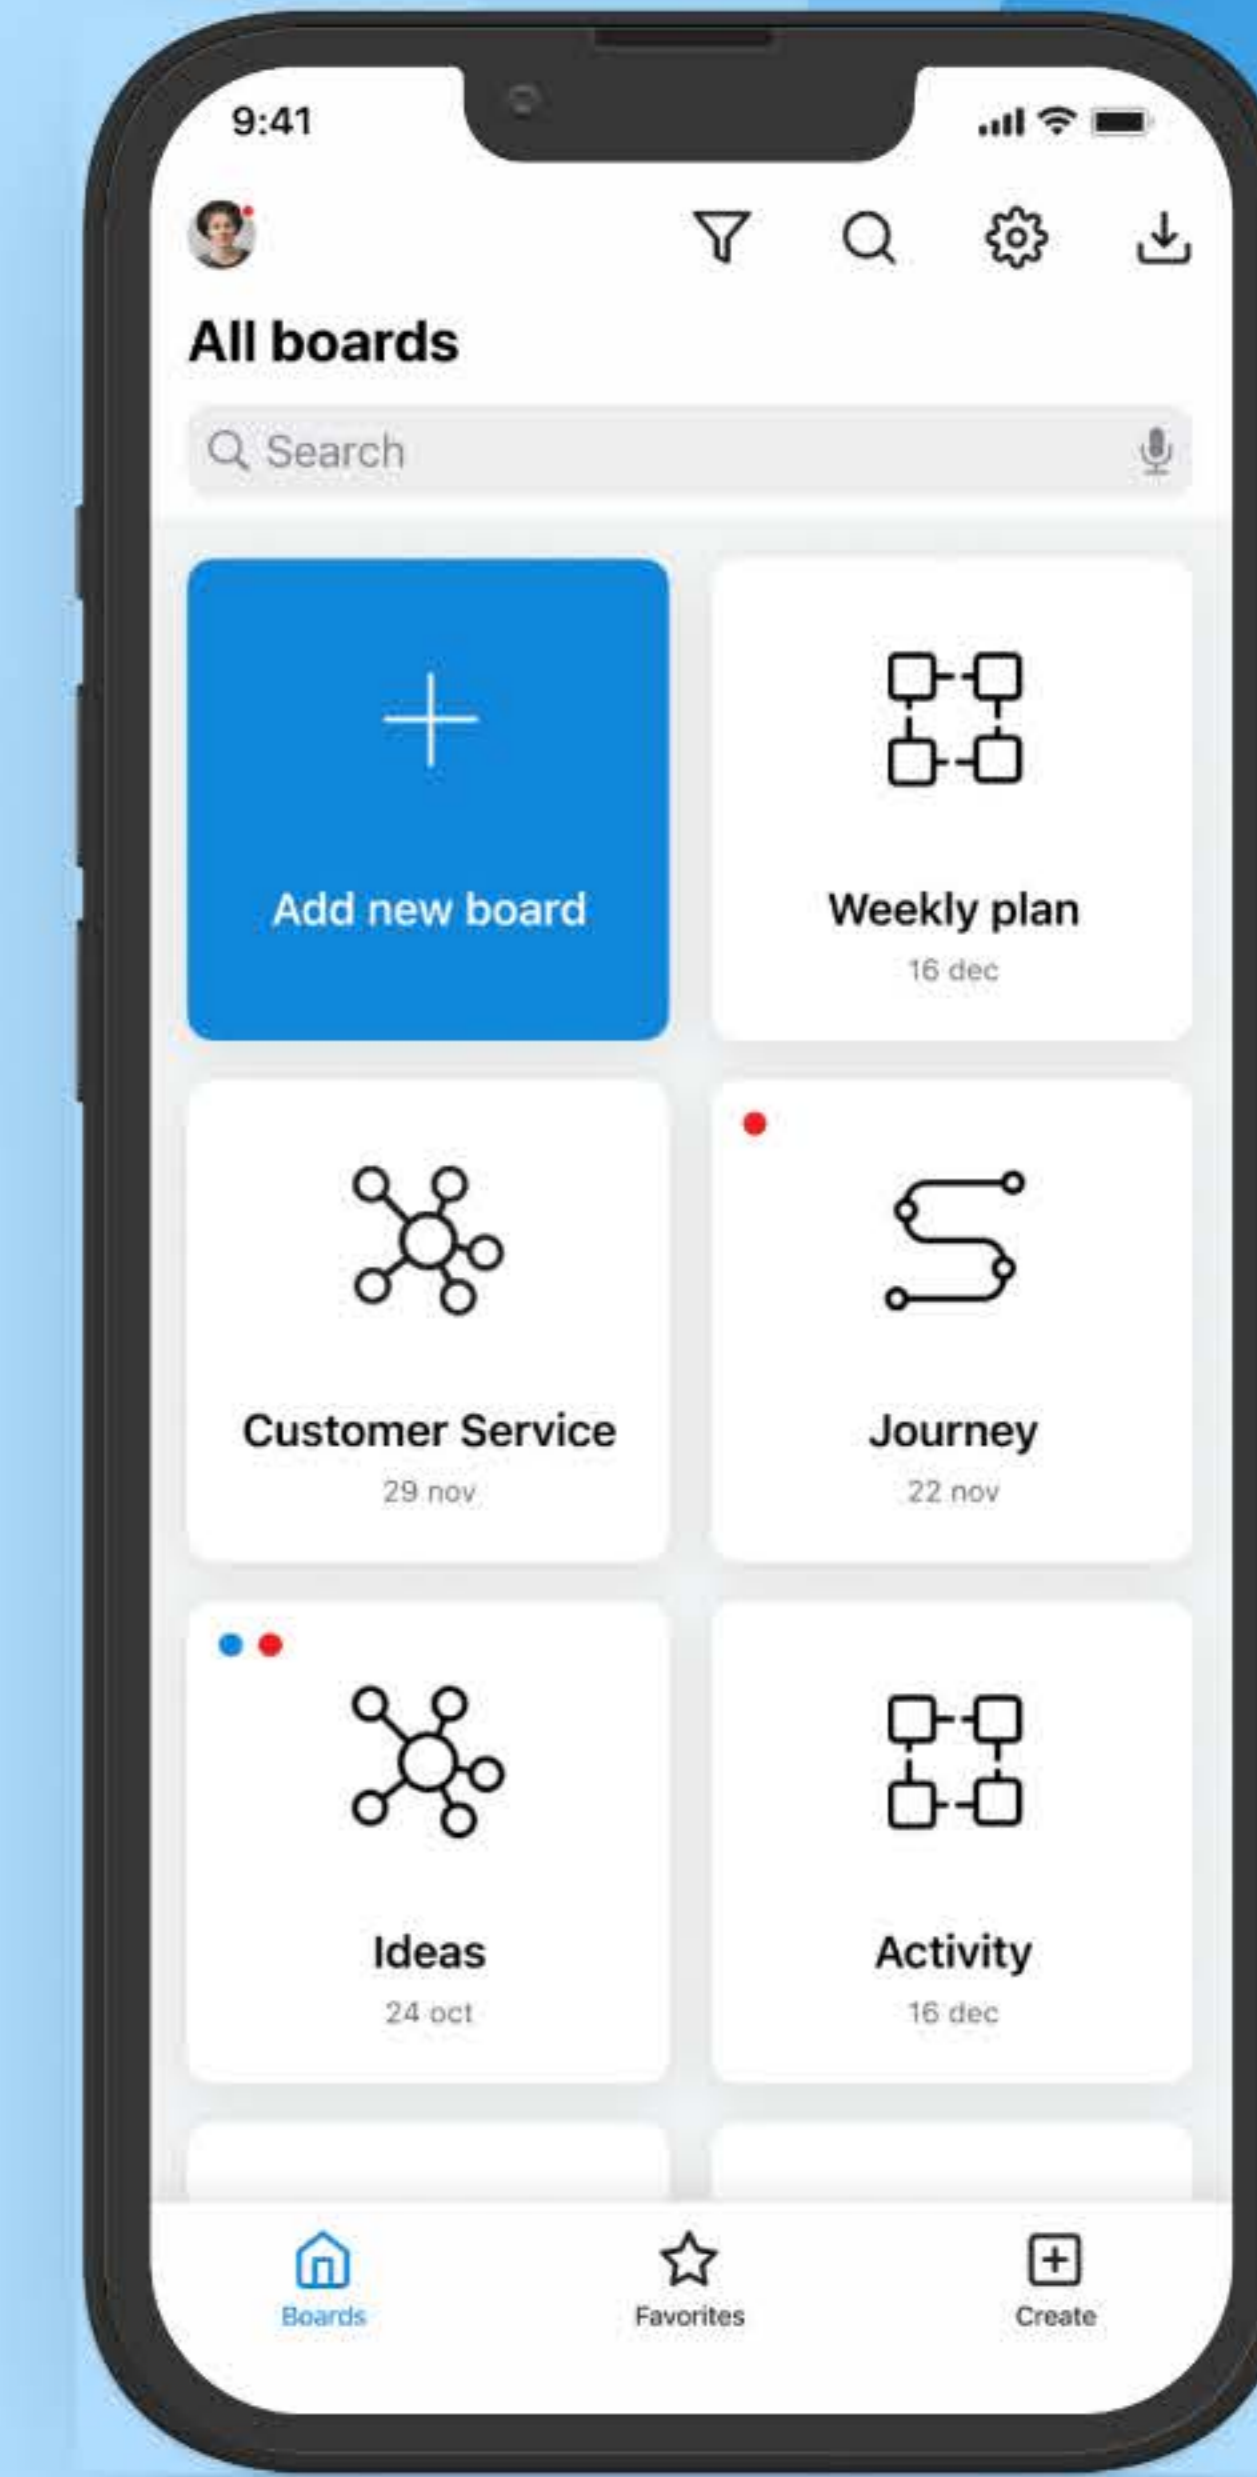 9:41
All boards
Search
Add new board
Weekly plan
16 dec
Customer Service
29 nov
Journey
22 nov
Ideas
24 oct
Activity
16 dec
Boards
Favorites
Create